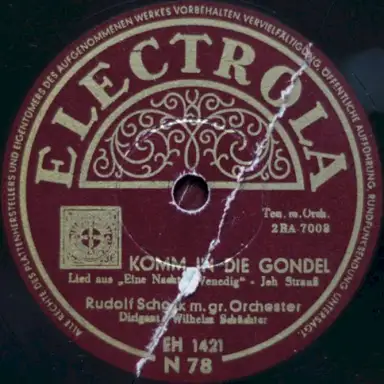 ALLE RECHTE DES PLATTENHERSTELLERS UND EIGENTÜMERS DES AUFGENOMMENEN WERKES VORBEHALTEN. VERVIELFÄLTIGUNG, ÖFFENTLICHE AUFFÜHRUNG, RUNDFUNKSENDUNG UNTERSAGT.
ELECTROLA
Ten. m. Orch.
2RA-7008
KOMM IN DIE GONDEL
Lied aus „Eine Nacht Venedig" - Joh Strauß
Rudolf Schock m. gr. Orchester
Dirigent Wilhelm Schüchter
EH 1421
N 78